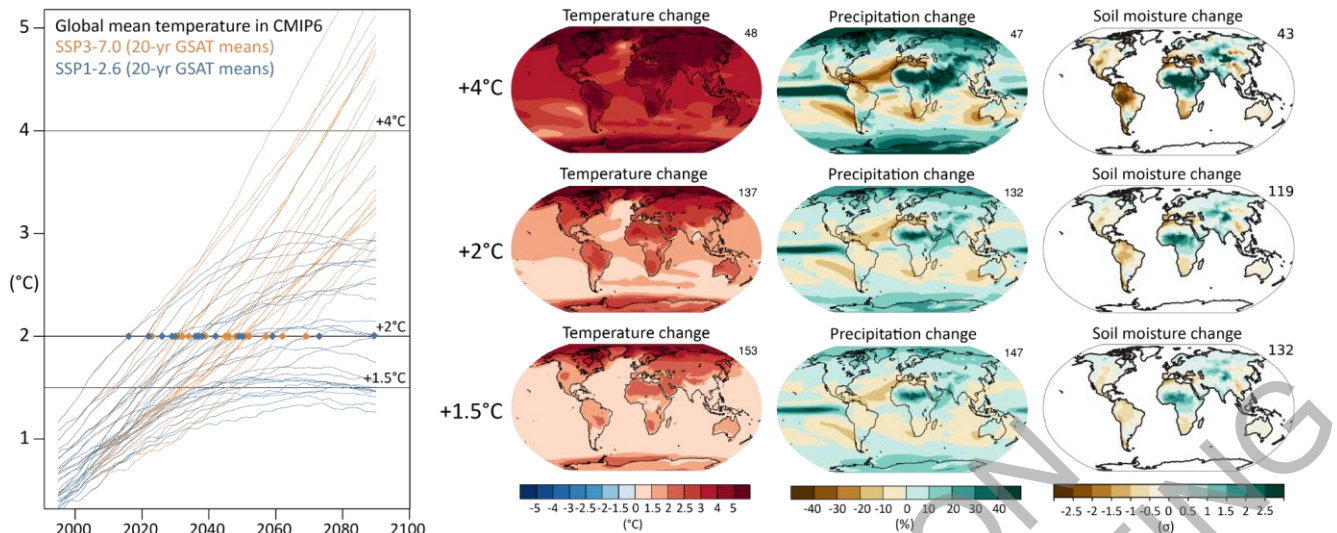 Global mean temperature in CMIP6
SSP3-7.0 (20-yr GSAT means)
SSP1-2.6 (20-yr GSAT means)
5
4
3
(°C)
2
1
+4°C
+2°C
+1.5°C
2000 2020 2040 2060 2080 2100
Temperature change
48
Precipitation change
47
Soil moisture change
43
+4°C
Temperature change
137
Precipitation change
132
Soil moisture change
119
+2°C
Temperature change
153
Precipitation change
147
Soil moisture change
132
+1.5°C
-5 -4 -3 -2.5 -2 -1.5 -1 0 1 1.5 2 2.5 3 4 5
(°C)
-40 -30 -20 -10 0 10 20 30 40
(%)
-2.5 -2 -1.5 -1 -0.5 0 0.5 1 1.5 2 2.5
(σ)